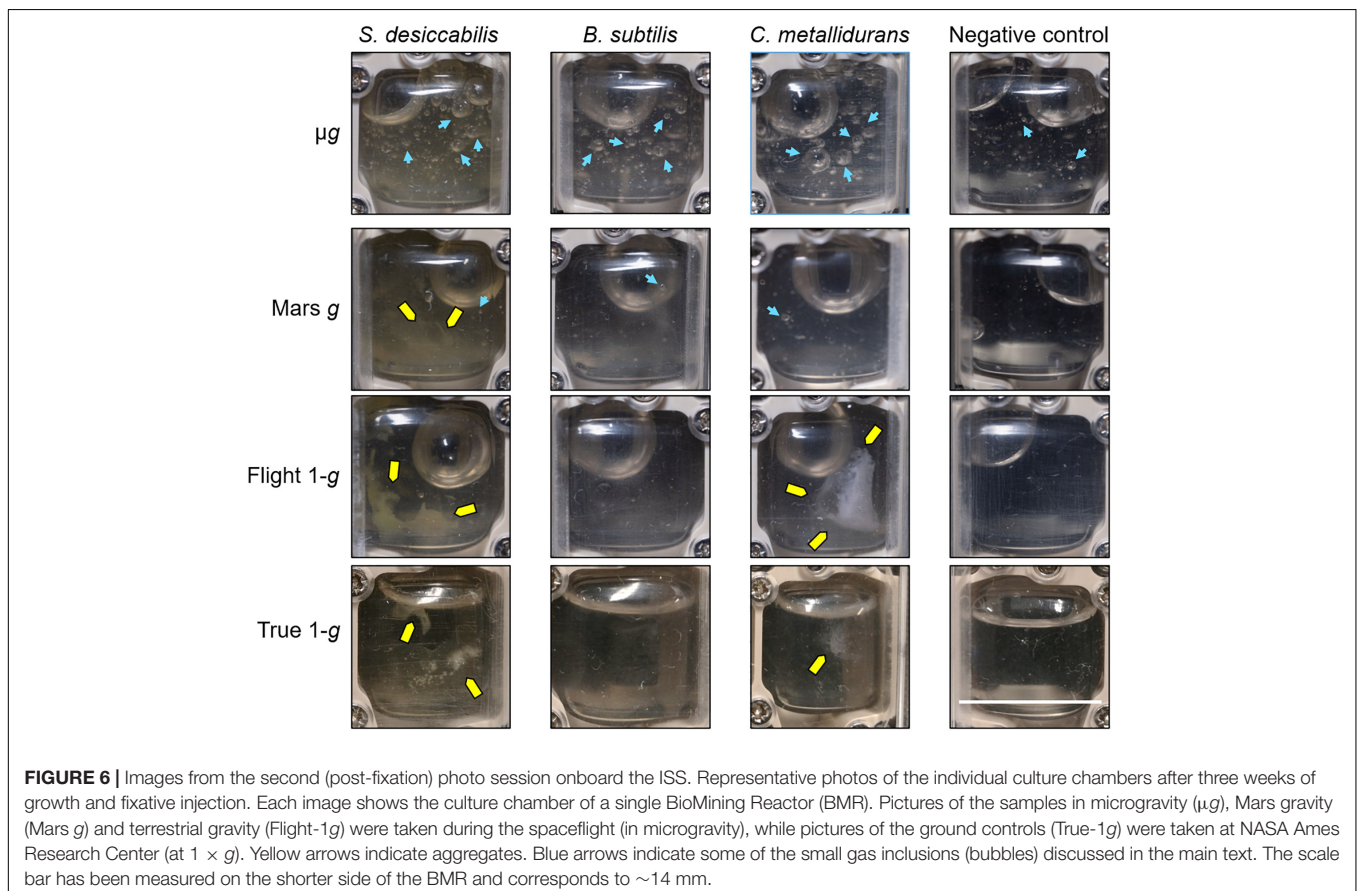 S. desiccabilis B. subtilis C. metallidurans Negative control
µg
Mars g
Flight 1-g
True 1-g
FIGURE 6 | Images from the second (post-fixation) photo session onboard the ISS. Representative photos of the individual culture chambers after three weeks of
growth and fixative injection. Each image shows the culture chamber of a single BioMining Reactor (BMR). Pictures of the samples in microgravity (µg), Mars gravity
(Mars g) and terrestrial gravity (Flight-1g) were taken during the spaceflight (in microgravity), while pictures of the ground controls (True-1g) were taken at NASA Ames
Research Center (at 1 × g). Yellow arrows indicate aggregates. Blue arrows indicate some of the small gas inclusions (bubbles) discussed in the main text. The scale
bar has been measured on the shorter side of the BMR and corresponds to ~14 mm.